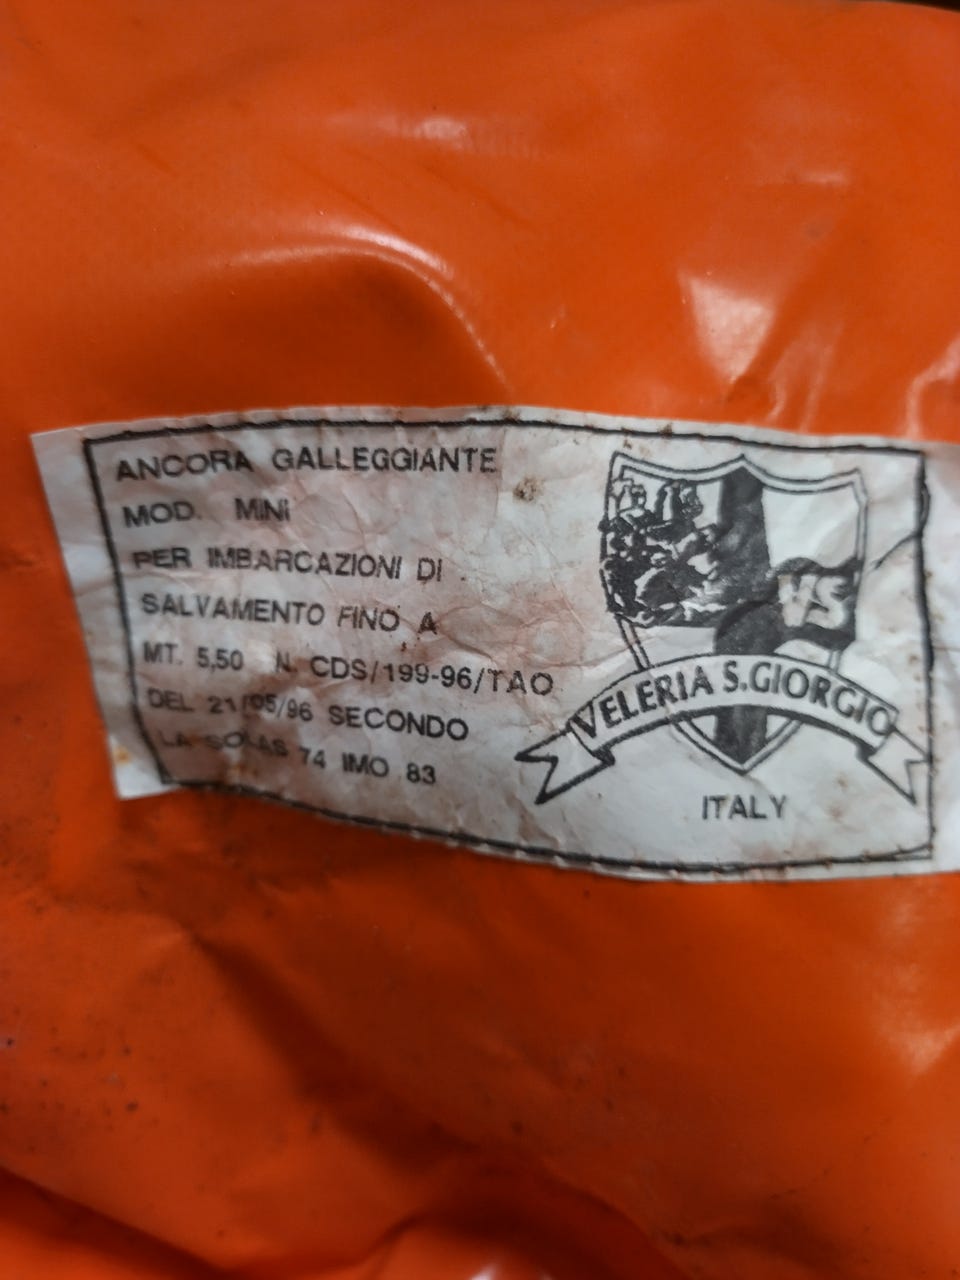 ANCORA GALLEGGIANTE
MOD. MINI
PER IMBARCAZIONI DI
SALVAMENTO FINO A
MT. 5,50 N. CDS/199-96/TAO
DEL 21/05/96 SECONDO
LA SOLAS 74 IMO 83
VS
VELERIA S.GIORGIO
ITALY